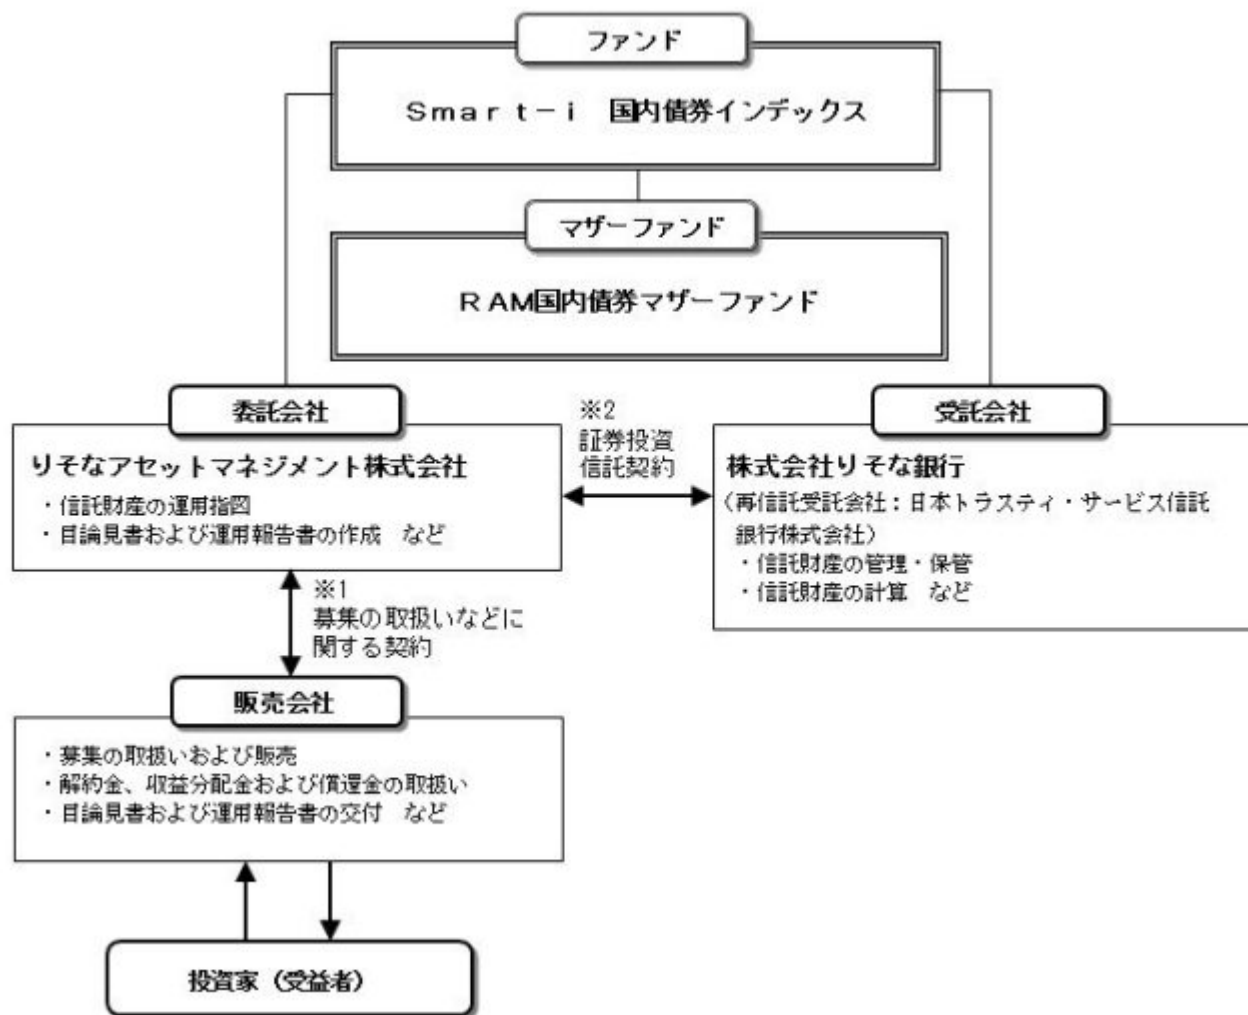 ファンド
Smart-i 国内債券インデックス
マザーファンド
RAM国内債券マザーファンド
委託会社
りそなアセットマネジメント株式会社
・信託財産の運用指図
・目論見書および運用報告書の作成 など
※2
証券投資
信託契約
受託会社
株式会社りそな銀行
(再信託受託会社:日本トラスティ・サービス信託
銀行株式会社)
・信託財産の管理・保管
・信託財産の計算 など
※1
募集の取扱いなどに
関する契約
販売会社
・募集の取扱いおよび販売
・解約金、収益分配金および償還金の取扱い
・目論見書および運用報告書の交付 など
投資家(受益者)